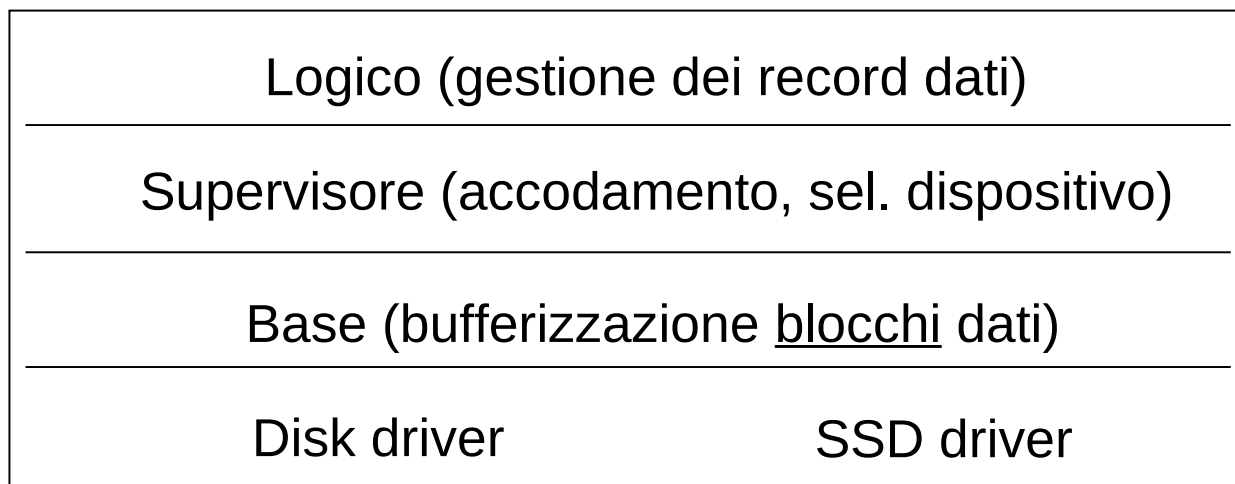 Logico (gestione dei record dati)
Supervisore (accodamento, sel. dispositivo)
Base (bufferizzazione blocchi dati)
Disk driver SSD driver